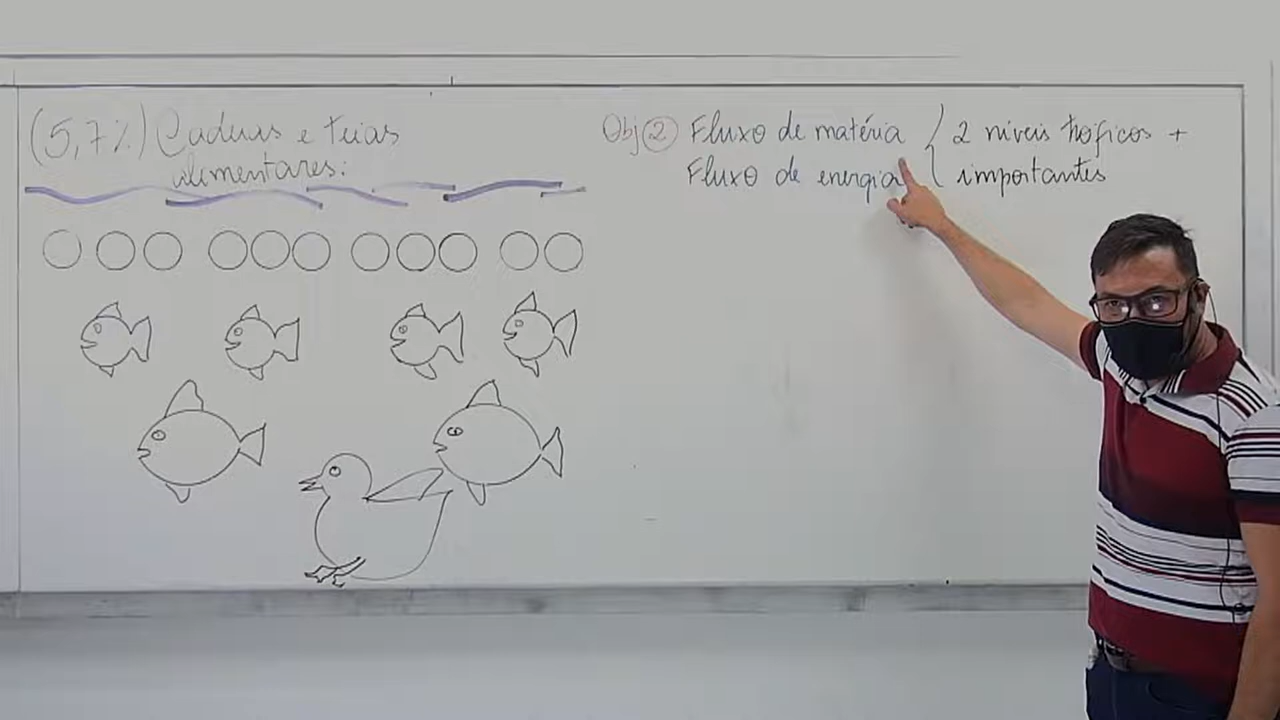 (5,7%) Cadeias e teias
alimentares:
Obj 2 Fluxo de matéria { 2 níveis tróficos +
Fluxo de energia { importantes